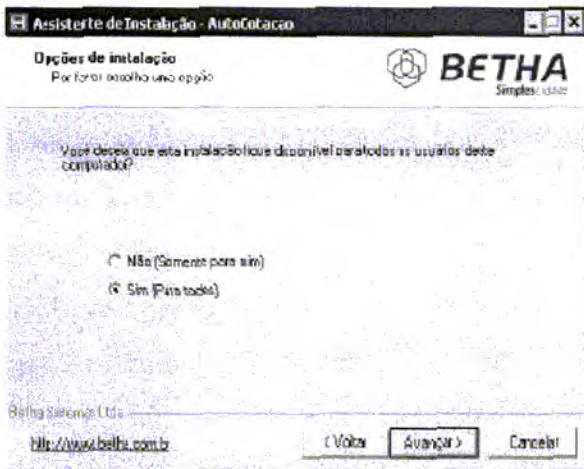 Assistente de Instalação - AutoCotacao
Opções de instalação
Por favor escolha uma opção
BETHA
Simples
Você deseja que esta instalação fique disponível para todos os usuários deste
computador?
Não (Somente para mim)
Sim (Para todos)
Betha Sistemas Ltda
http://www.betha.com.br
< Voltar
Avançar >
Cancelar